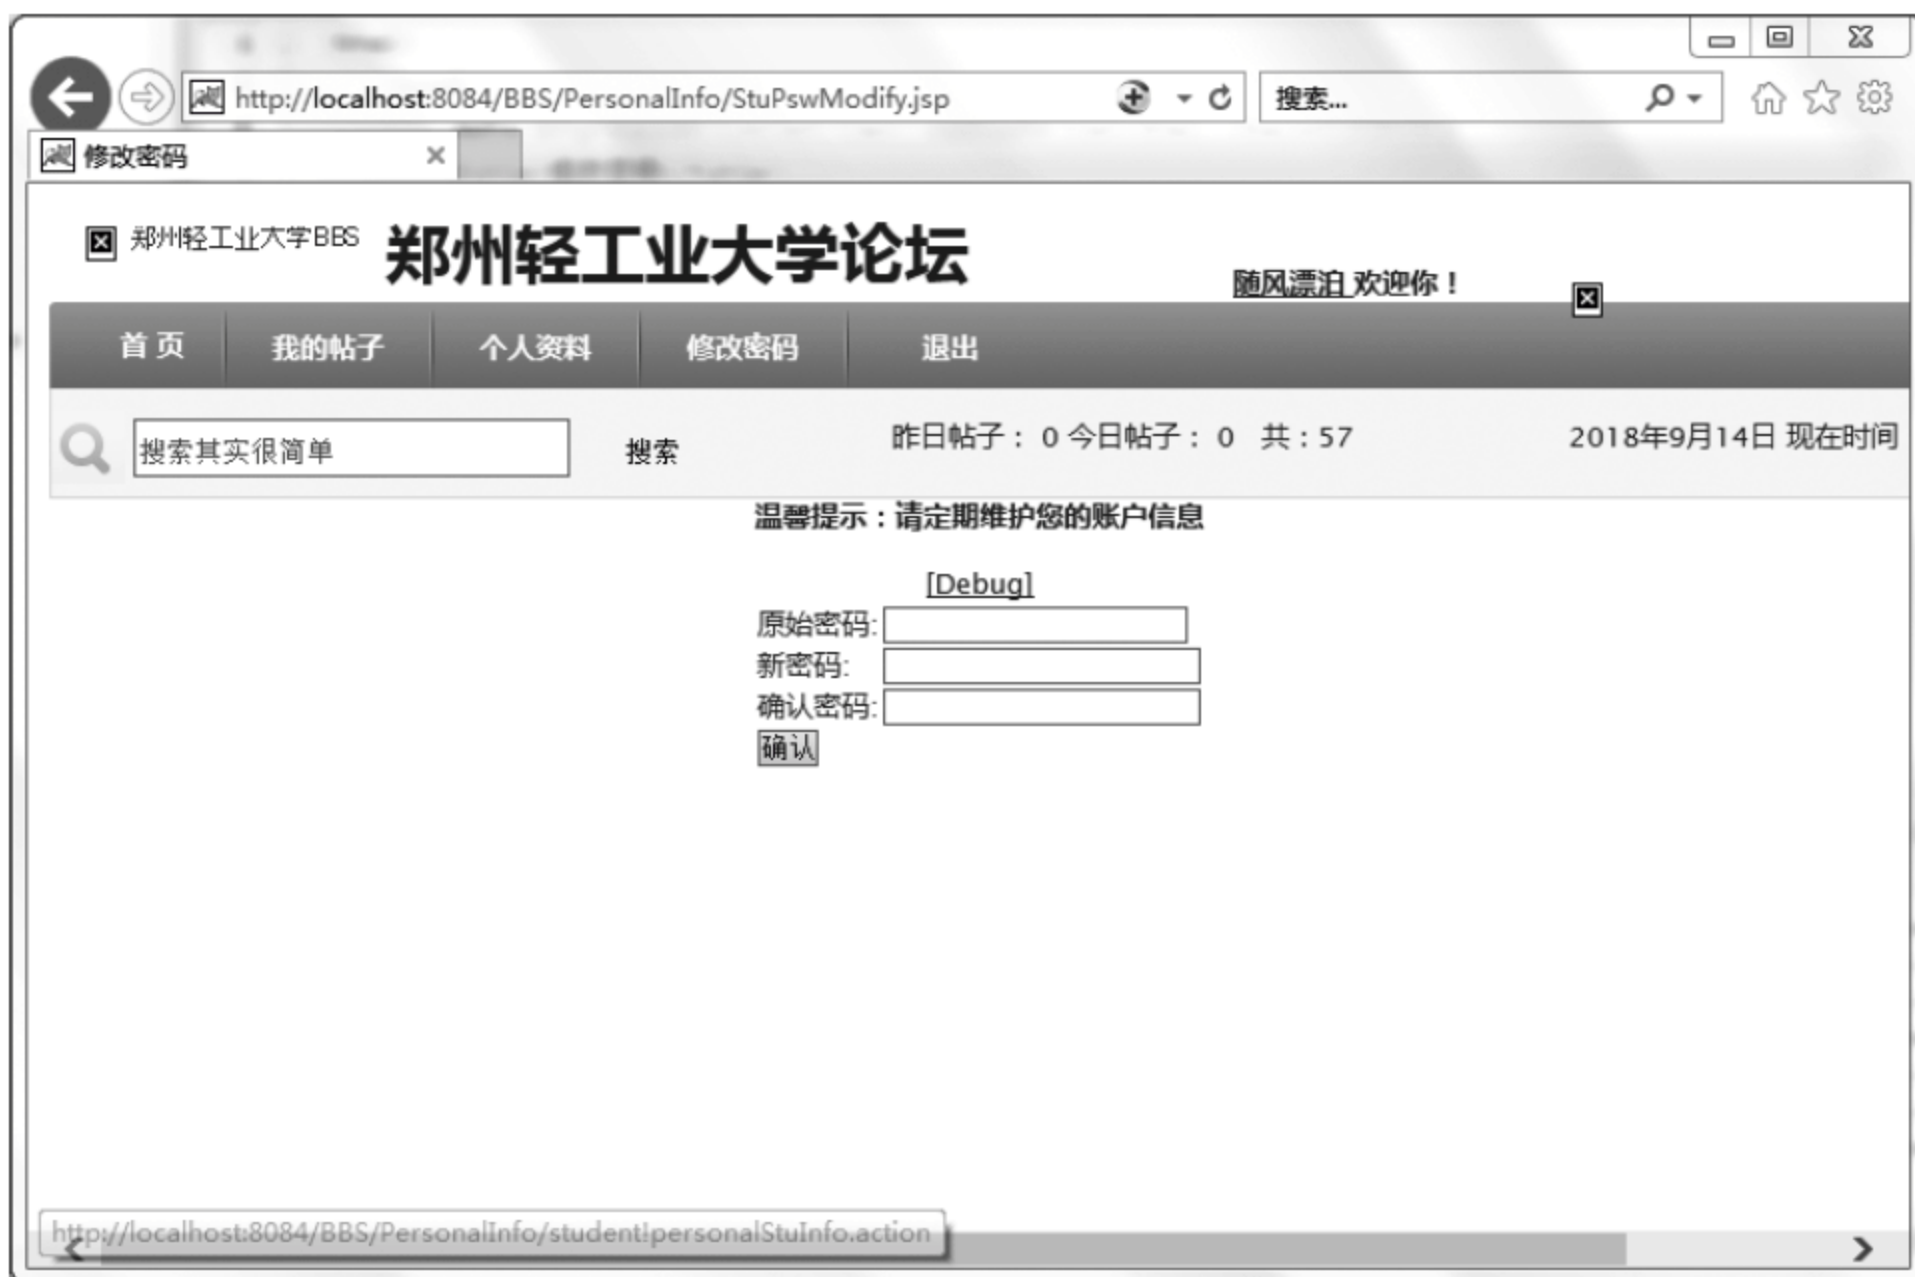 http://localhost:8084/BBS/PersonalInfo/StuPswModify.jsp
搜索...
修改密码
郑州轻工业大学BBS
郑州轻工业大学论坛
随风漂泊 欢迎你！
首 页 我的帖子 个人资料 修改密码 退出
搜索其实很简单 搜索 昨日帖子： 0 今日帖子： 0 共：57 2018年9月14日 现在时间
温馨提示：请定期维护您的账户信息
[Debug]
原始密码:
新密码:
确认密码:
确认
http://localhost:8084/BBS/PersonalInfo/student!personalStuInfo.action